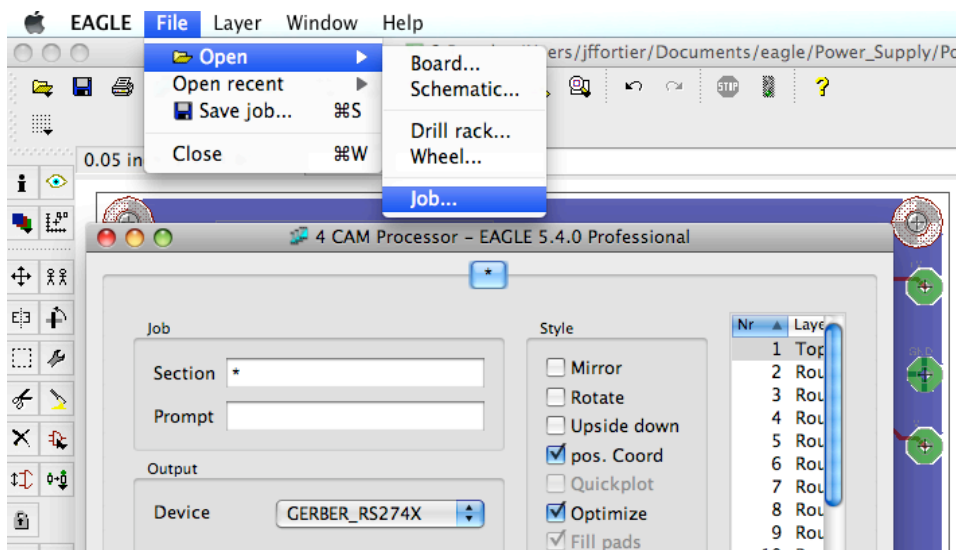 EAGLE File Layer Window Help
ers/jffortier/Documents/eagle/Power_Supply/Po
Open
Open recent
Save job... ⌘S
Close ⌘W
Board...
Schematic...
Drill rack...
Wheel...
Job...
STOP
0.05 in
4 CAM Processor – EAGLE 5.4.0 Professional
*
Job
Section *
Prompt
Output
Device GERBER_RS274X
Style
Mirror
Rotate
Upside down
pos. Coord
Quickplot
Optimize
Fill pads
Nr Laye
1 Top
2 Rou
3 Rou
4 Rou
5 Rou
6 Rou
7 Rou
8 Rou
9 Rou